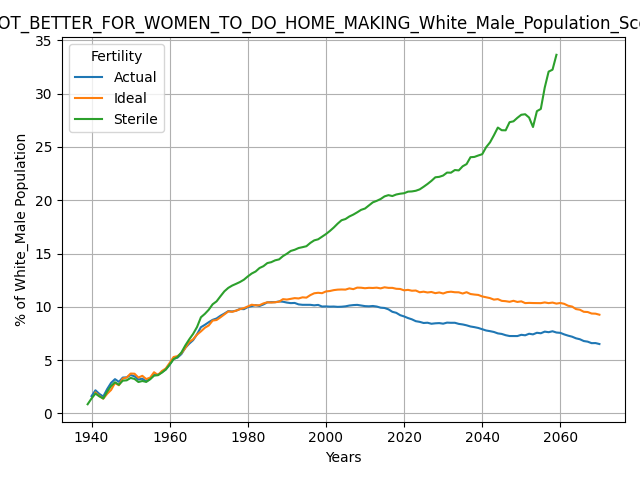 OT_BETTER_FOR_WOMEN_TO_DO_HOME_MAKING_White_Male_Population_Sc
Fertility
Actual
Ideal
Sterile
35
30
25
20
15
10
5
0
% of White_Male Population
1940 1960 1980 2000 2020 2040 2060
Years